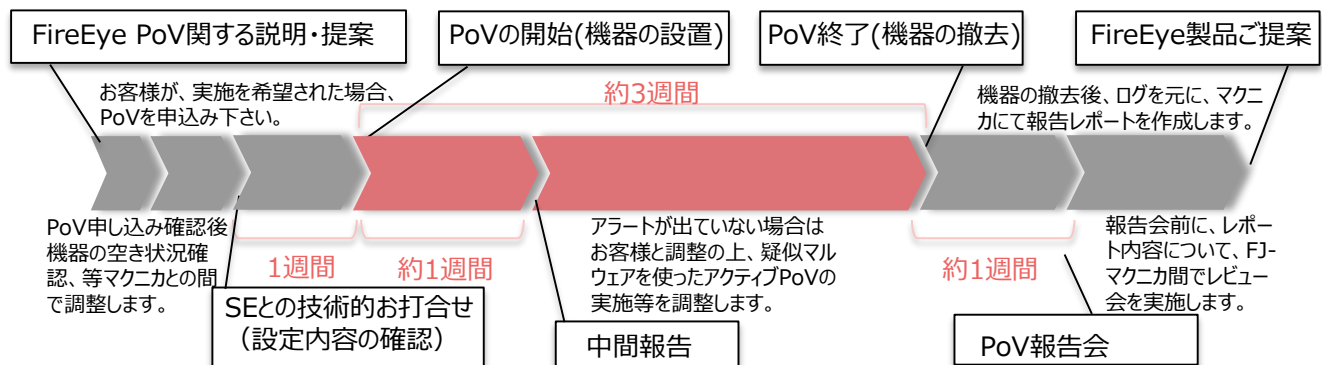 FireEye PoV関する説明・提案
PoVの開始(機器の設置)
PoV終了(機器の撤去)
FireEye製品ご提案
お客様が、実施を希望された場合、
PoVを申込み下さい。
約3週間
機器の撤去後、ログを元に、マクニ
カにて報告レポートを作成します。
PoV申し込み確認後
機器の空き状況確
認、等マクニカとの間
で調整します。
1週間
約1週間
アラートが出ていない場合は
お客様と調整の上、疑似マル
ウェアを使ったアクティブPoVの
実施等を調整します。
約1週間
報告会前に、レポー
ト内容について、FJ-
マクニカ間でレビュー
会を実施します。
SEとの技術的お打合せ
（設定内容の確認）
中間報告
PoV報告会